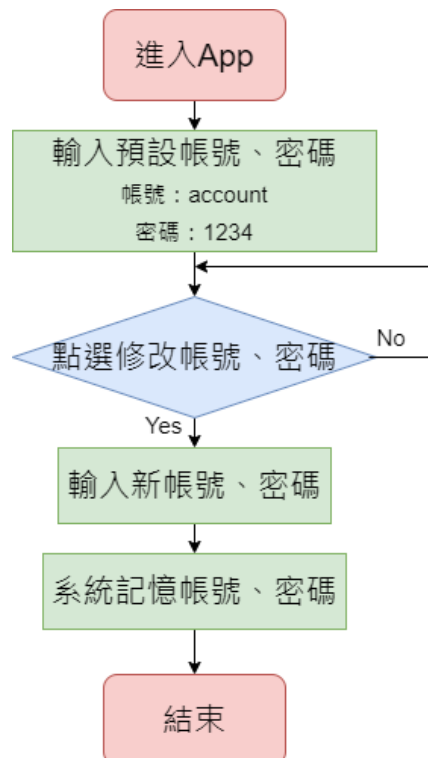 進入App
輸入預設帳號、密碼
帳號：account
密碼：1234
點選修改帳號、密碼
No
Yes
輸入新帳號、密碼
系統記憶帳號、密碼
結束